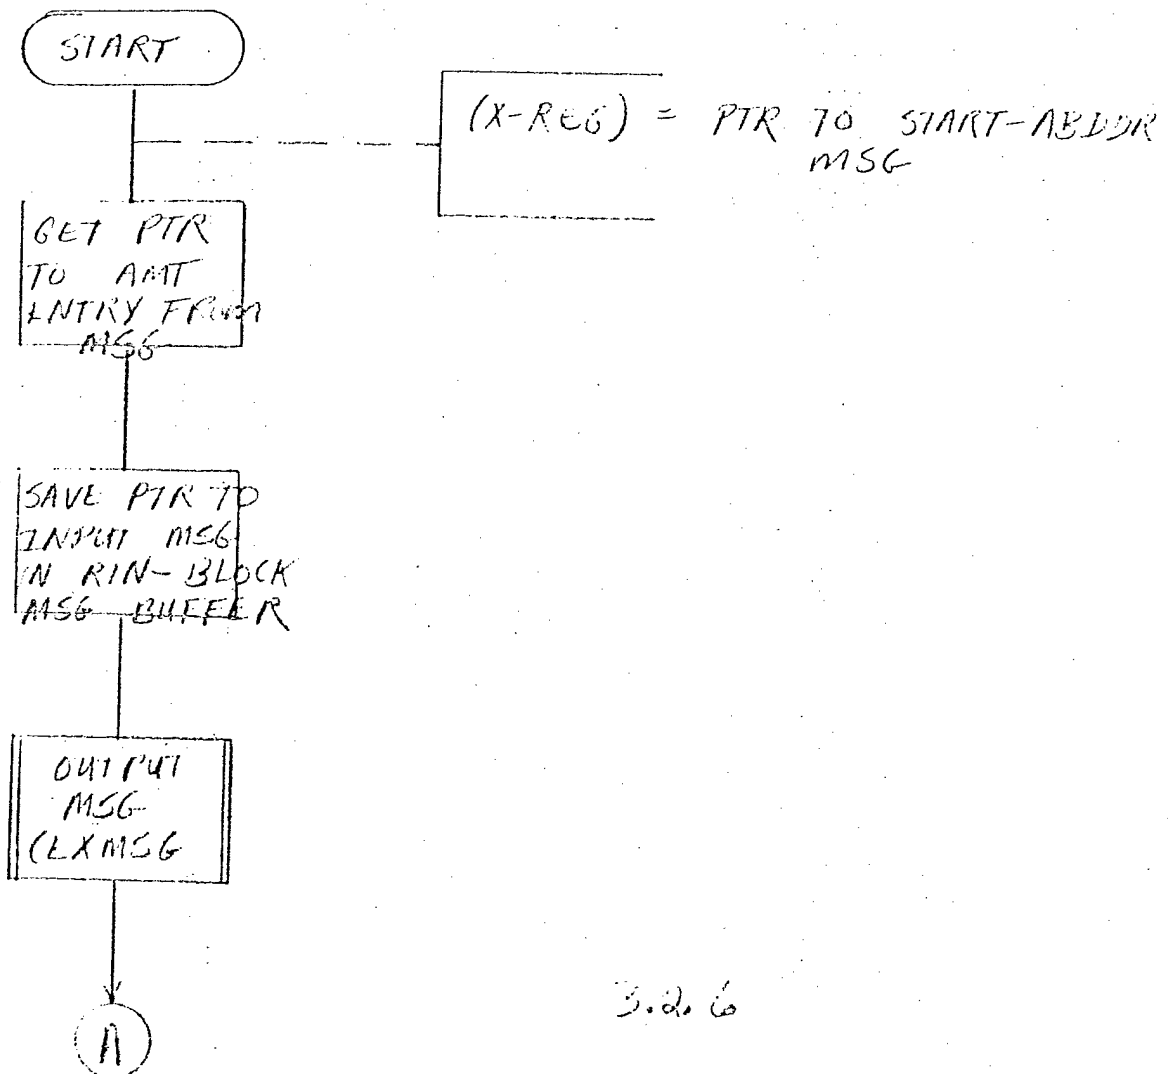 START
(X-REG) = PTR TO START-ABDDR
MSG
GET PTR
TO AMT
ENTRY FROM
MSG
SAVE PTR TO
INPUT MSG
IN RIN-BLOCK
MSG BUFFER
OUTPUT
MSG
(EXMSG
A
3.2.6